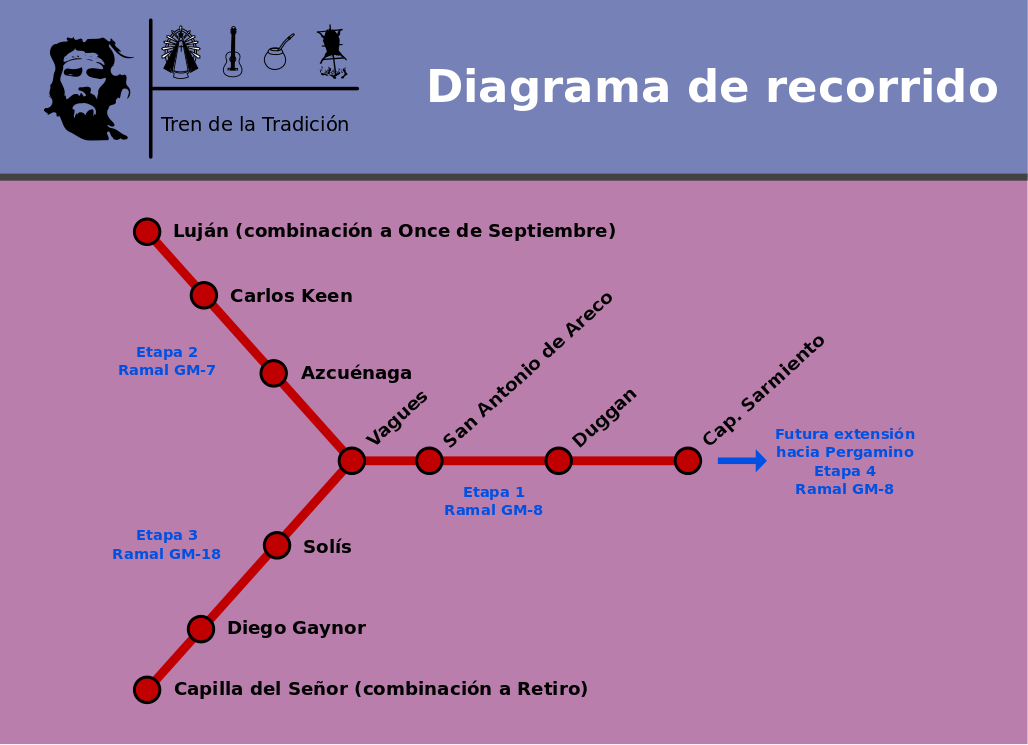 Diagrama de recorrido
Tren de la Tradición
Luján (combinación a Once de Septiembre)
Carlos Keen
Etapa 2
Ramal GM-7
Azcuénaga
Vagues
San Antonio de Areco
Duggan
Cap. Sarmiento
Futura extensión
hacia Pergamino
Etapa 4
Ramal GM-8
Etapa 1
Ramal GM-8
Etapa 3
Ramal GM-18
Solís
Diego Gaynor
Capilla del Señor (combinación a Retiro)